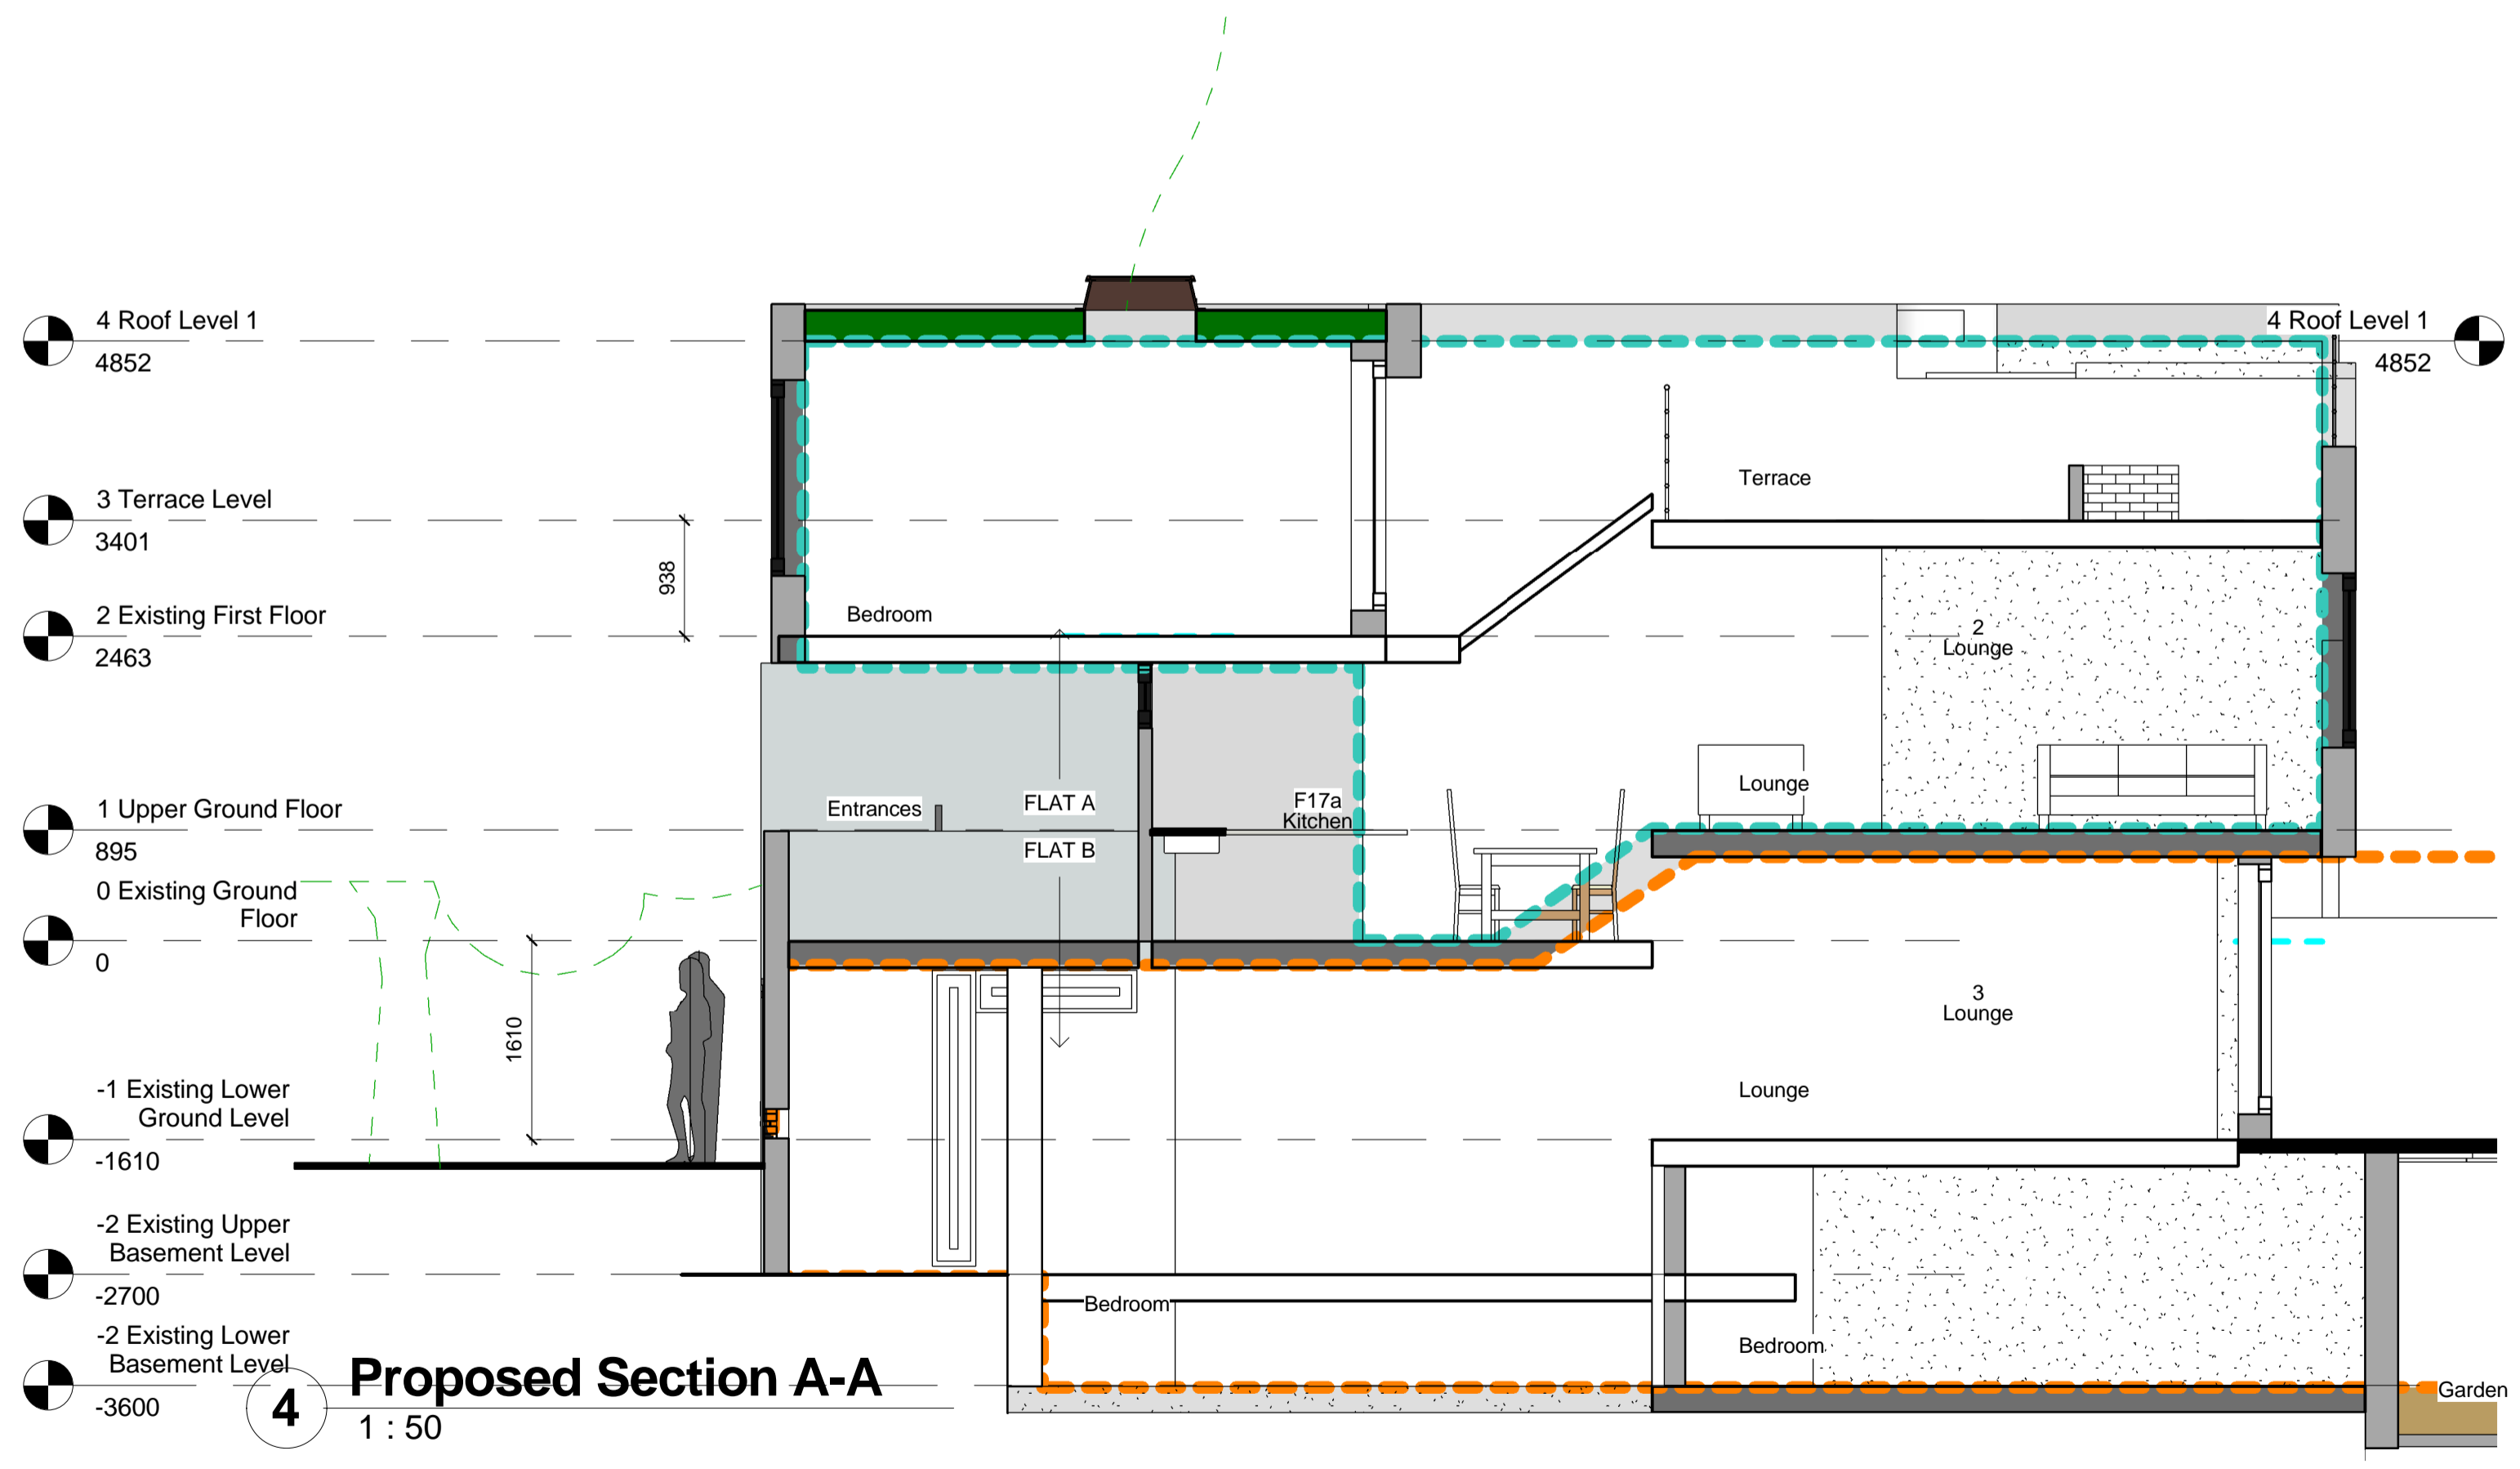 4 Roof Level 1
4852
4 Roof Level 1
4852
3 Terrace Level
3401
Terrace
938
2 Existing First Floor
2463
Bedroom
2
Lounge
1 Upper Ground Floor
895
Entrances
FLAT A
FLAT B
F17a
Kitchen
Lounge
0 Existing Ground
Floor
0
1610
3
Lounge
Lounge
-1 Existing Lower
Ground Level
-1610
-2 Existing Upper
Basement Level
-2700
Bedroom
Bedroom
-2 Existing Lower
Basement Level
-3600
Garden
4
Proposed Section A-A
1 : 50